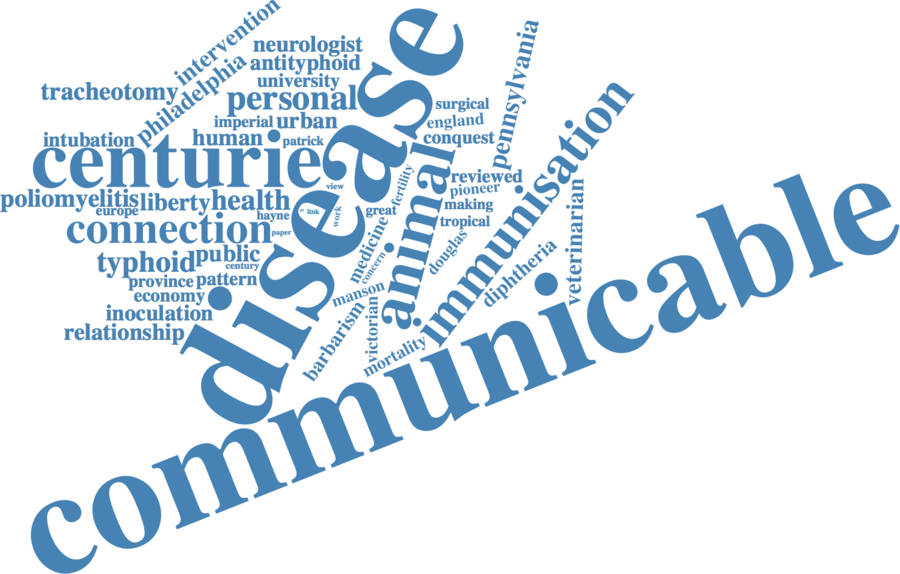 intervention
neurologist
antityphoid
university
philadelphia
tracheotomy
personal
imperial
urban
human
patrick
intubation
centurie
disease
surgical
england
conquest
pennsylvania
immunisation
animal
reviewed
pioneer
making
tropical
great
fertility
view
link
work
poliomyelitis
liberty
health
europe
hayne
connection
paper
typhoid
public
century
province
pattern
economy
inoculation
relationship
medicine
concern
manson
barbarism
victorian
mortality
douglas
diphtheria
veterinarian
communicable